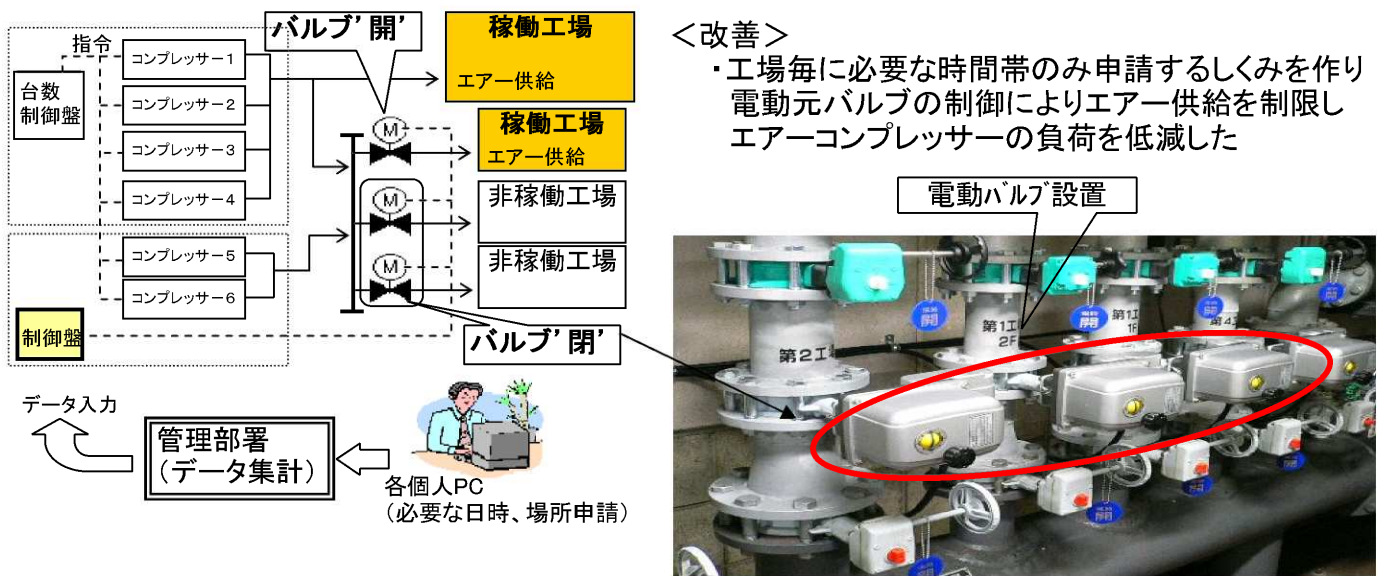 バルブ’開’
指令
台数
制御盤
コンプレッサー1
コンプレッサー2
コンプレッサー3
コンプレッサー4
コンプレッサー5
コンプレッサー6
制御盤
稼働工場
エアー供給
M
稼働工場
エアー供給
M
非稼働工場
M
非稼働工場
バルブ’閉’
データ入力
管理部署
（データ集計）
各個人PC
（必要な日時、場所申請）
＜改善＞
・工場毎に必要な時間帯のみ申請するしくみを作り
電動元バルブの制御によりエアー供給を制限し
エアーコンプレッサーの負荷を低減した
電動バルブ設置
開
開
開
開
第2工
第1工
2F
第1工
1F
第4工
開
開
開